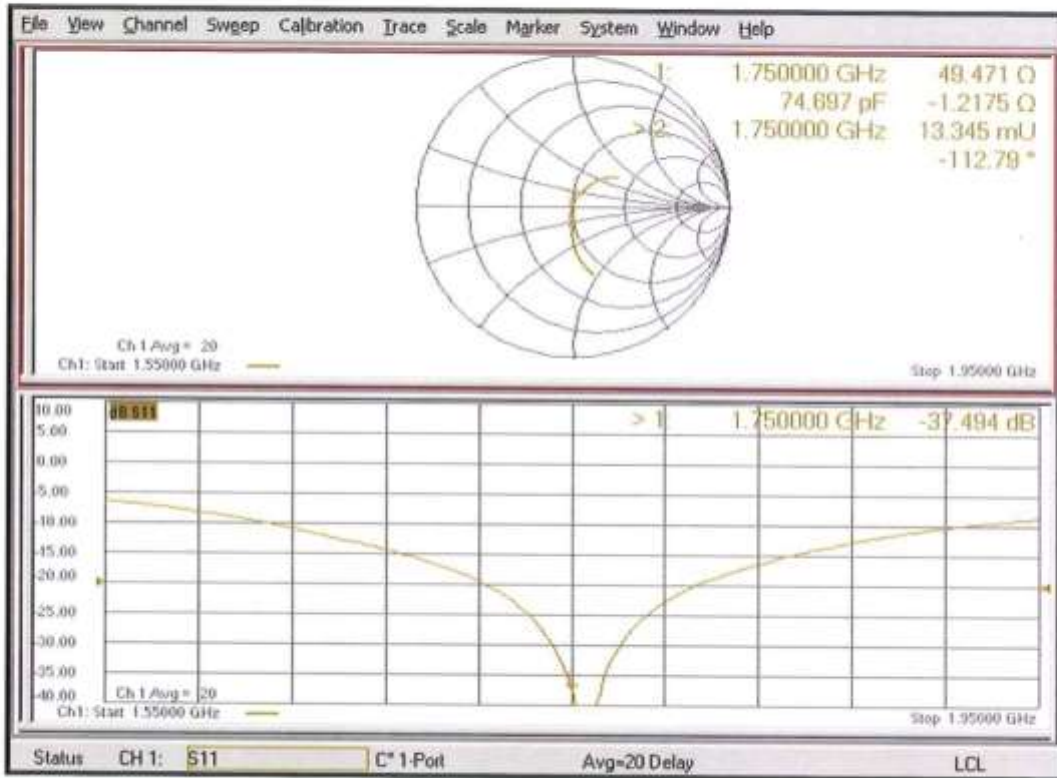 File View Channel Sweep Calibration Trace Scale Marker System Window Help
1: 1.750000 GHz 49.471 Ω
74.697 pF -1.2175 Ω
> 2: 1.750000 GHz 13.345 mU
-112.79 °
Ch 1 Avg = 20
Ch1: Start 1.55000 GHz Stop 1.95000 GHz
10.00 dB S11 > 1: 1.750000 GHz -37.494 dB
5.00
0.00
-5.00
-10.00
-15.00
-20.00
-25.00
-30.00
-35.00
-40.00 Ch 1 Avg = 20
Ch1: Start 1.55000 GHz Stop 1.95000 GHz
Status CH 1: S11 C* 1-Port Avg=20 Delay LCL